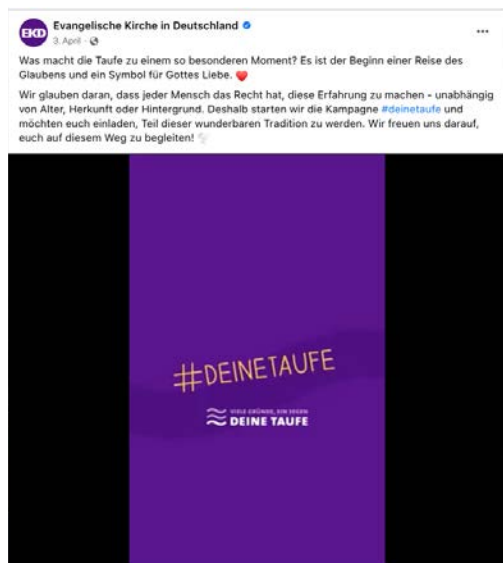 EKD
Evangelische Kirche in Deutschland
3. April
Was macht die Taufe zu einem so besonderen Moment? Es ist der Beginn einer Reise des
Glaubens und ein Symbol für Gottes Liebe. ❤️
Wir glauben daran, dass jeder Mensch das Recht hat, diese Erfahrung zu machen - unabhängig
von Alter, Herkunft oder Hintergrund. Deshalb starten wir die Kampagne #deinetaufe und
möchten euch einladen, Teil dieser wunderbaren Tradition zu werden. Wir freuen uns darauf,
euch auf diesem Weg zu begleiten!
#DEINETAUFE
VIELE GRÜNDE, EIN SEGEN
DEINE TAUFE